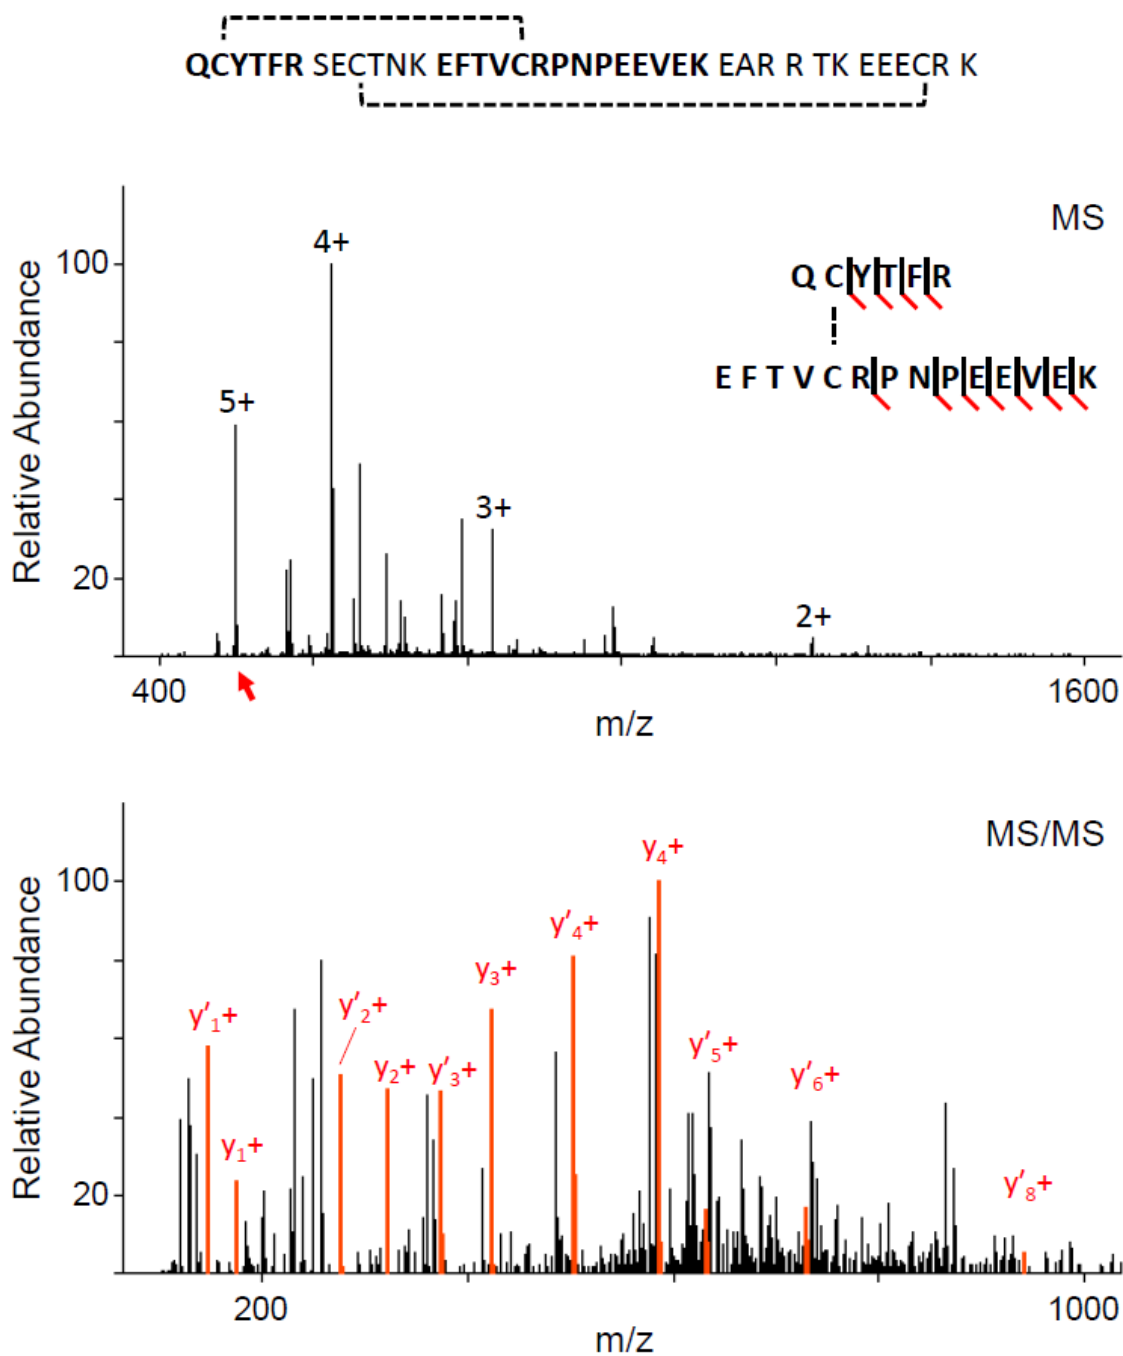 QCYTFR SECTNK EFTVCRPNPEEVEK EAR R TK EEECR K
MS
Relative Abundance
100
20
5+
4+
3+
2+
Q C Y T F R
E F T V C R P N P E E V E K
400
1600
m/z
MS/MS
Relative Abundance
100
20
y'₁+
y₁+
y'₂+
y₂+
y'₃+
y₃+
y'₄+
y₄+
y'₅+
y'₆+
y'₈+
200
1000
m/z